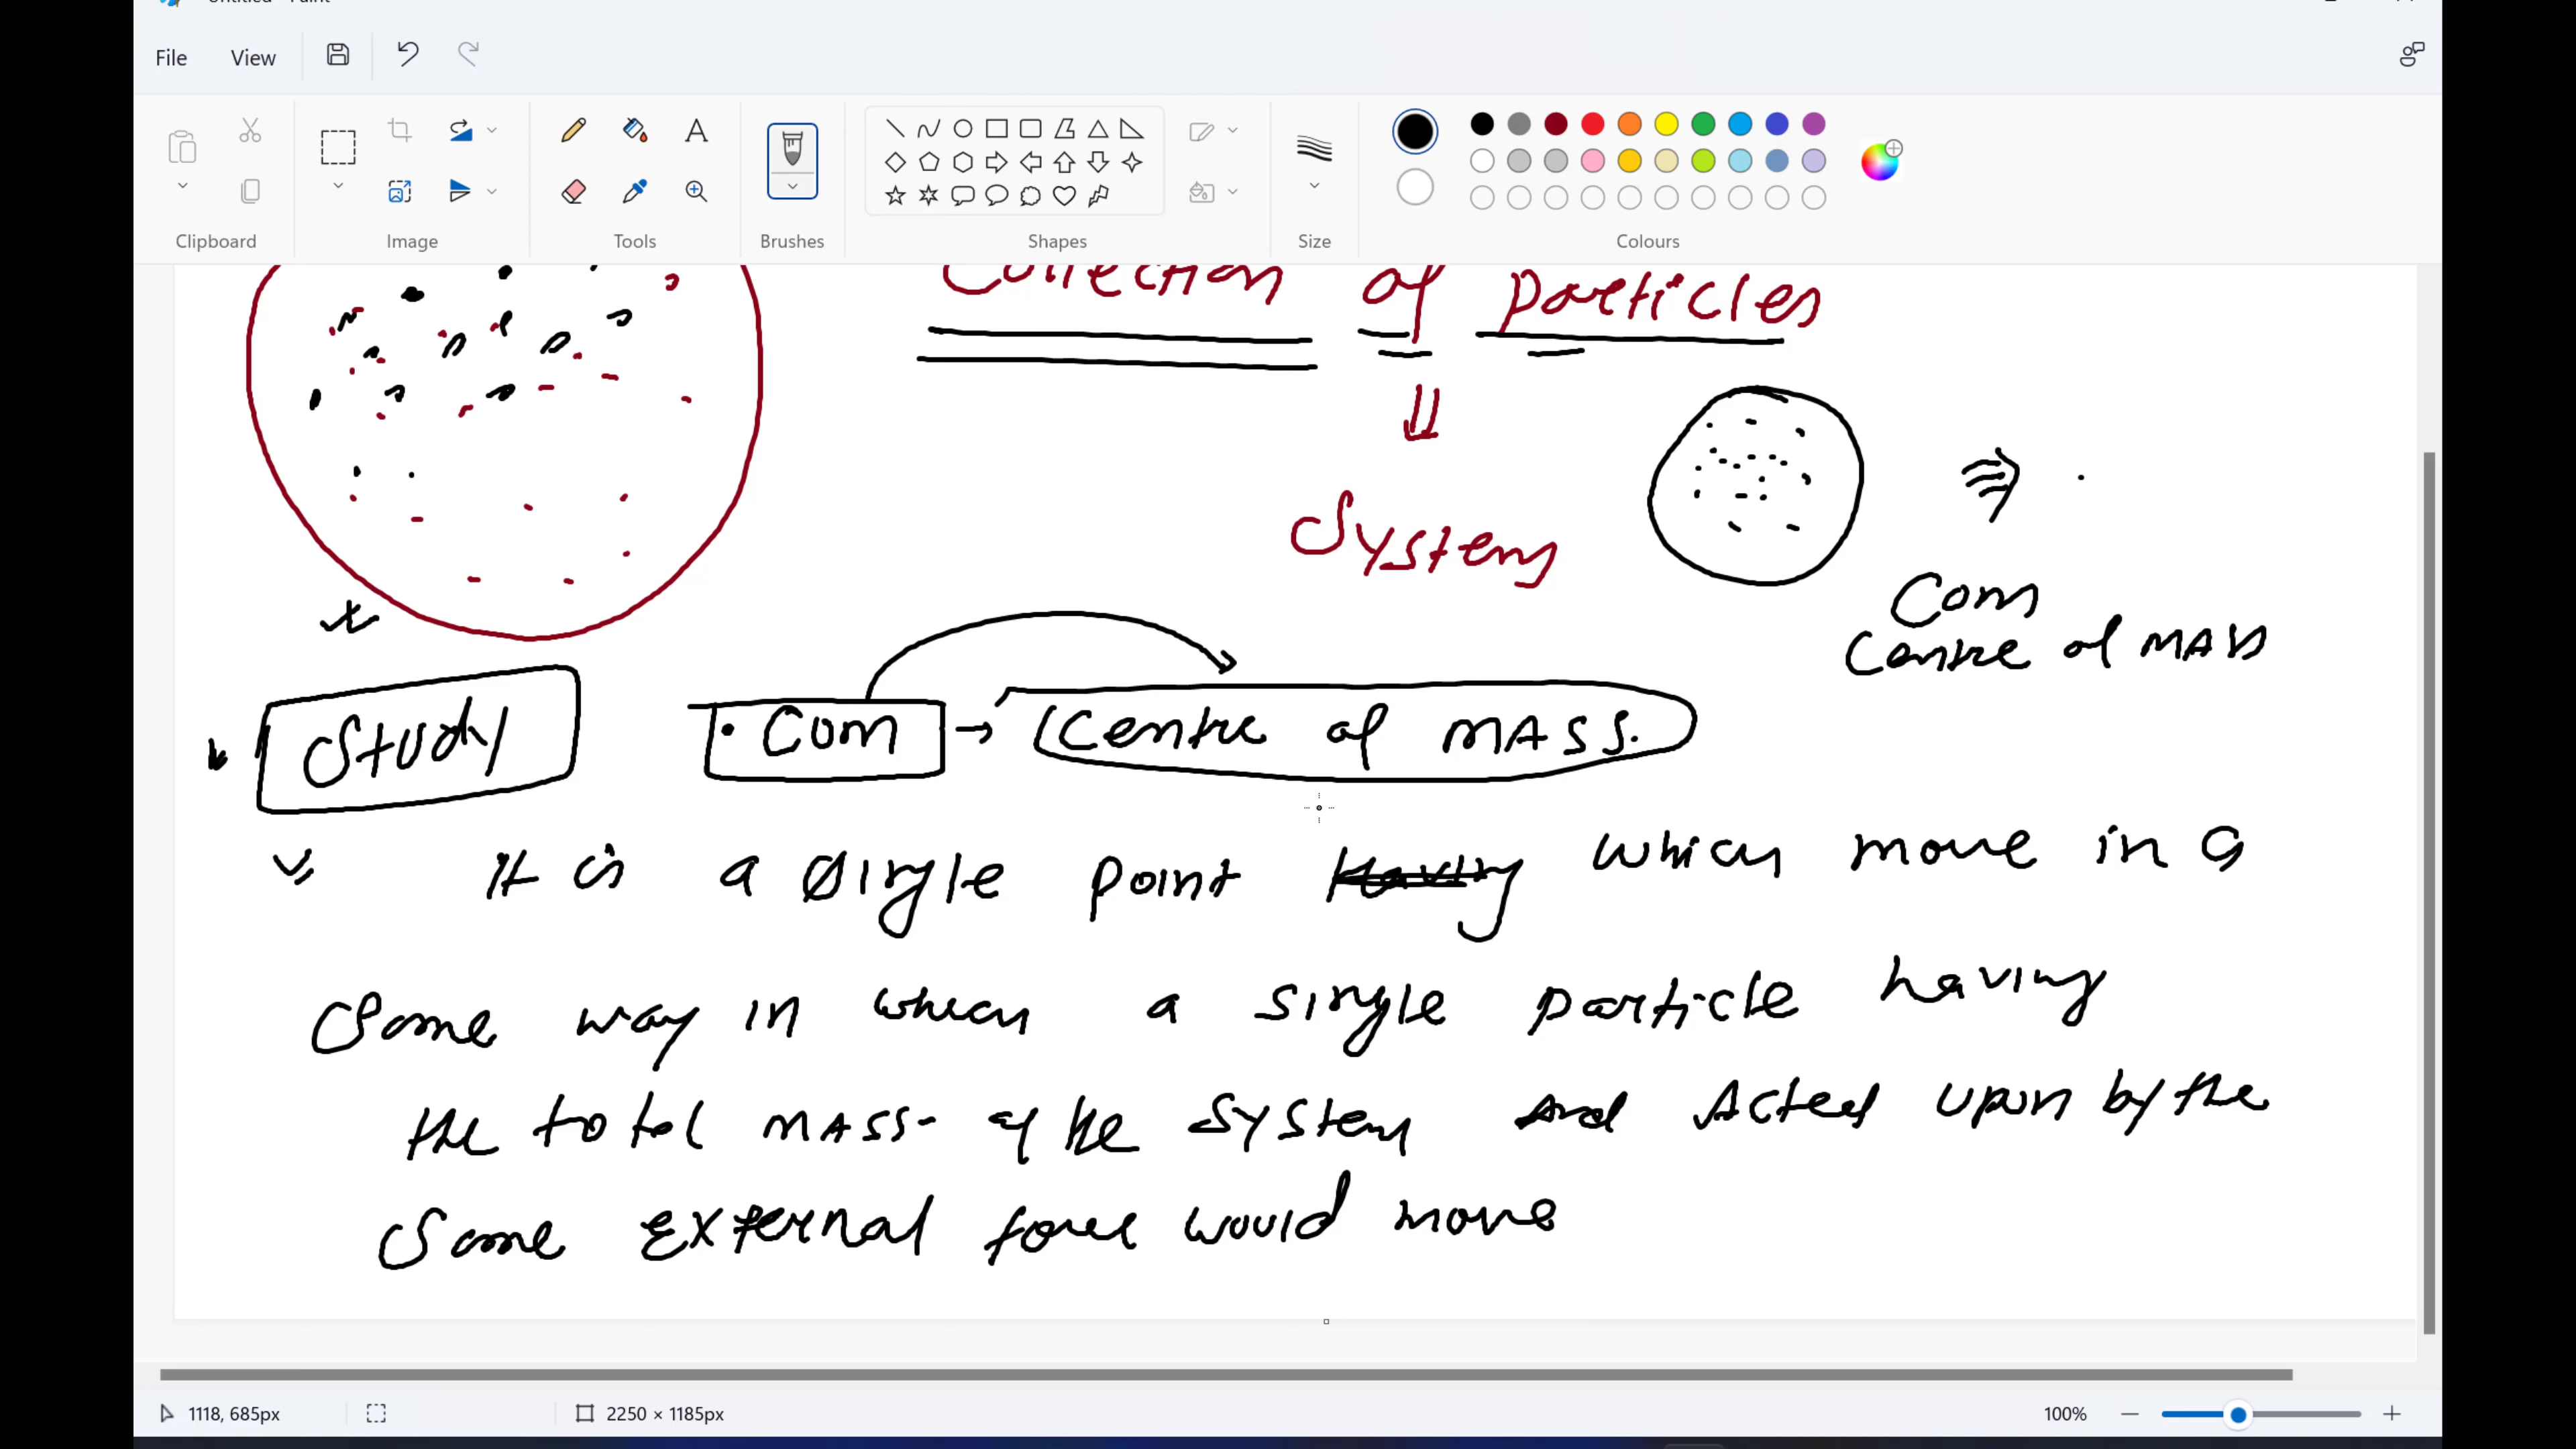 Untitled - Paint
File View
Clipboard Image Tools Brushes Shapes Size Colours
Collection of particles
System
Com
Centre of MASS
Study • Com → Centre of MASS.
It is a single point having which move in a
Same way in which a single particle having
the total MASS of the System And Acted upon by the
Same External force would move
1118, 685px 2250 × 1185px 100%